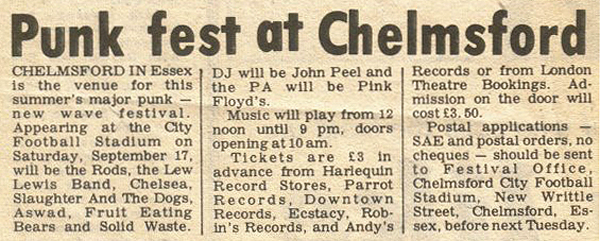 Punk fest at Chelmsford
CHELMSFORD IN Essex
is the venue for this
summer's major punk —
new wave festival.
Appearing at the City
Football Stadium on
Saturday, September 17,
will be the Rods, the Lew
Lewis Band, Chelsea,
Slaughter And The Dogs,
Aswad, Fruit Eating
Bears and Solid Waste.
DJ will be John Peel and
the PA will be Pink
Floyd's.
Music will play from 12
noon until 9 pm, doors
opening at 10 am.
Tickets are £3 in
advance from Harlequin
Record Stores, Parrot
Records, Downtown
Records, Ecstacy, Rob-
in's Records, and Andy's
Records or from London
Theatre Bookings. Ad-
mission on the door will
cost £3.50.
Postal applications —
SAE and postal orders, no
cheques — should be sent
to Festival Office,
Chelmsford City Football
Stadium, New Writtle
Street, Chelmsford, Es-
sex, before next Tuesday.